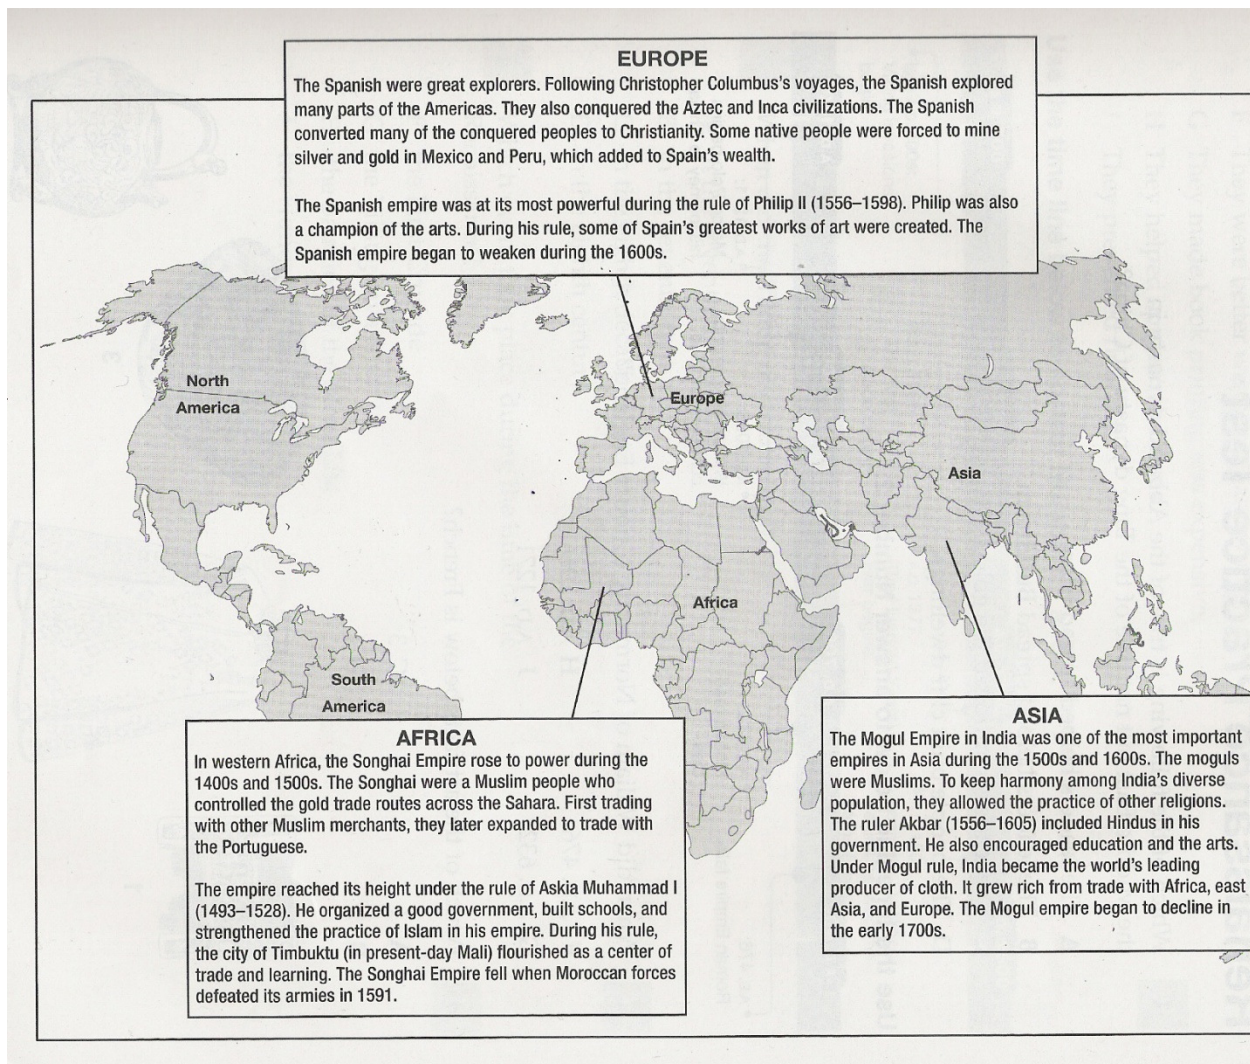 EUROPE
The Spanish were great explorers. Following Christopher Columbus's voyages, the Spanish explored
many parts of the Americas. They also conquered the Aztec and Inca civilizations. The Spanish
converted many of the conquered peoples to Christianity. Some native people were forced to mine
silver and gold in Mexico and Peru, which added to Spain's wealth.
The Spanish empire was at its most powerful during the rule of Philip II (1556–1598). Philip was also
a champion of the arts. During his rule, some of Spain's greatest works of art were created. The
Spanish empire began to weaken during the 1600s.
North
America
Europe
Asia
Africa
South
America
AFRICA
In western Africa, the Songhai Empire rose to power during the
1400s and 1500s. The Songhai were a Muslim people who
controlled the gold trade routes across the Sahara. First trading
with other Muslim merchants, they later expanded to trade with
the Portuguese.
The empire reached its height under the rule of Askia Muhammad I
(1493–1528). He organized a good government, built schools, and
strengthened the practice of Islam in his empire. During his rule,
the city of Timbuktu (in present-day Mali) flourished as a center of
trade and learning. The Songhai Empire fell when Moroccan forces
defeated its armies in 1591.
ASIA
The Mogul Empire in India was one of the most important
empires in Asia during the 1500s and 1600s. The moguls
were Muslims. To keep harmony among India's diverse
population, they allowed the practice of other religions.
The ruler Akbar (1556–1605) included Hindus in his
government. He also encouraged education and the arts.
Under Mogul rule, India became the world's leading
producer of cloth. It grew rich from trade with Africa, east
Asia, and Europe. The Mogul empire began to decline in
the early 1700s.